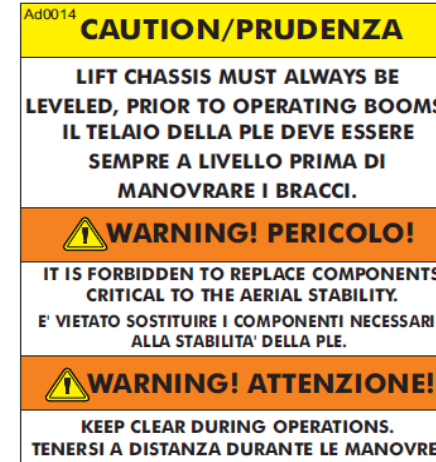 Ad0014
CAUTION/PRUDENZA
LIFT CHASSIS MUST ALWAYS BE
LEVELED, PRIOR TO OPERATING BOOMS
IL TELAIO DELLA PLE DEVE ESSERE
SEMPRE A LIVELLO PRIMA DI
MANOVRARE I BRACCI.
WARNING! PERICOLO!
IT IS FORBIDDEN TO REPLACE COMPONENTS
CRITICAL TO THE AERIAL STABILITY.
E' VIETATO SOSTITUIRE I COMPONENTI NECESSARI
ALLA STABILITA' DELLA PLE.
WARNING! ATTENZIONE!
KEEP CLEAR DURING OPERATIONS.
TENERSI A DISTANZA DURANTE LE MANOVRE